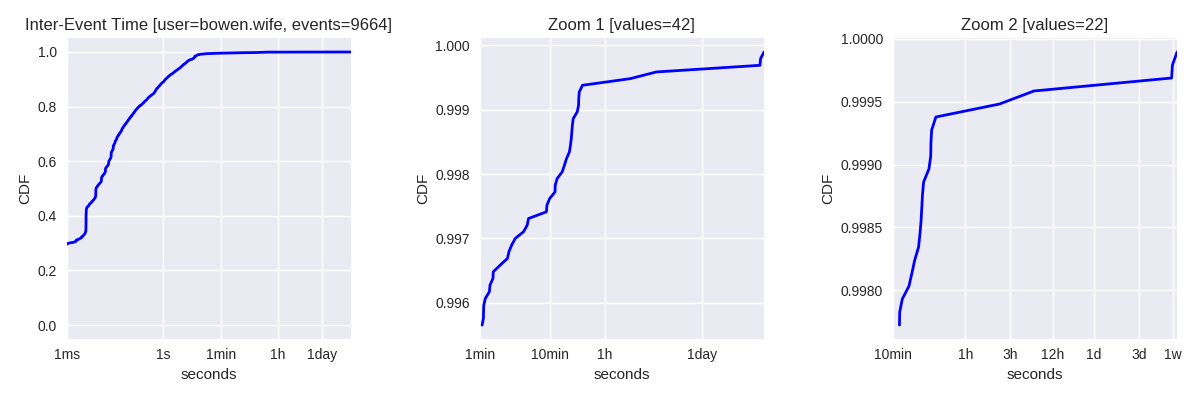 Inter-Event Time [user=bowen.wife, events=9664]
1.0
0.8
0.6
0.4
0.2
0.0
CDF
1ms
1s
1min
1h
1day
seconds
Zoom 1 [values=42]
1.000
0.999
0.998
0.997
0.996
CDF
1min
10min
1h
1day
seconds
Zoom 2 [values=22]
1.0000
0.9995
0.9990
0.9985
0.9980
CDF
10min
1h
3h
12h
1d
3d
1w
seconds